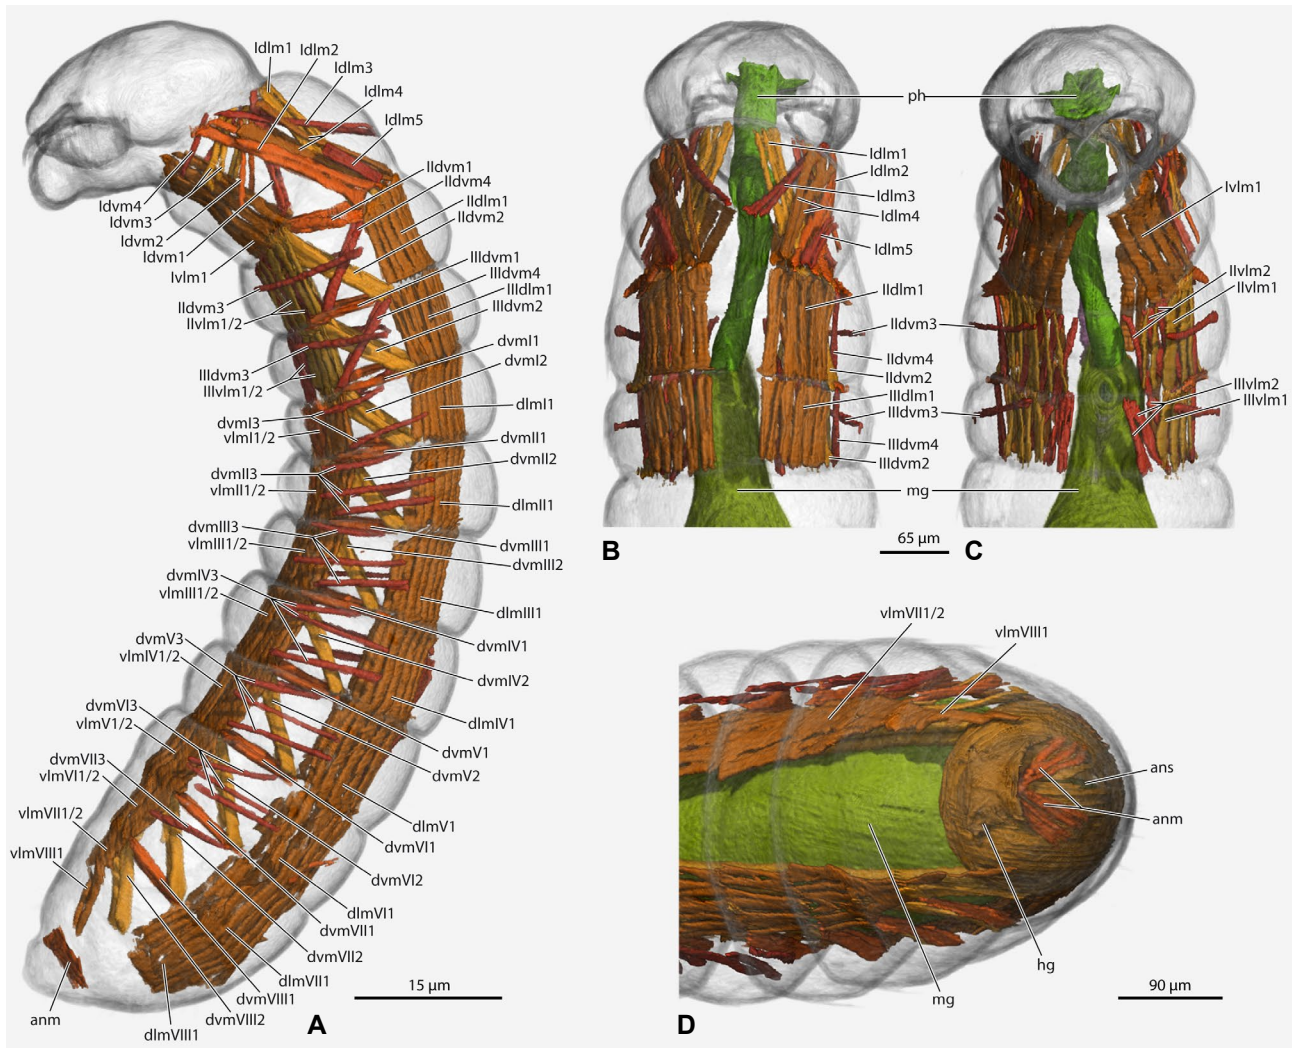 Idlm1
Idlm2
Idlm3
Idlm4
Idlm5
IIdvm1
IIdvm4
IIdlm1
IIdvm2
IIIdvm1
IIIdvm4
IIIdlm1
IIIdvm2
dvmI1
dvmI2
dlmI1
dvmII1
dvmII2
dlmII1
dvmIII1
dvmIII2
dlmIII1
dvmIV1
dvmIV2
dlmIV1
dvmV1
dvmV2
dlmV1
dvmVI1
dvmVI2
dlmVI1
dvmVII1
dvmVII2
dlmVII1
dvmVIII1
dvmVIII2
dlmVIII1
Idvm4
Idvm3
Idvm2
Idvm1
Ivlm1
IIdvm3
IIvlm1/2
IIIdvm3
IIIvlm1/2
dvmI3
vlmI1/2
dvmII3
vlmII1/2
dvmIII3
vlmIII1/2
dvmIV3
vlmIII1/2
dvmV3
vlmIV1/2
dvmVI3
vlmV1/2
dvmVII3
vlmVI1/2
vlmVII1/2
vlmVIII1
anm
15 µm
A
ph
Idlm1
Idlm2
Idlm3
Idlm4
Idlm5
IIdlm1
IIdvm3
IIdvm4
IIdvm2
IIIdlm1
IIIdvm3
IIIdvm4
IIIdvm2
mg
B
65 µm
C
Ivlm1
IIvlm2
IIvlm1
IIIvlm2
IIIvlm1
vlmVII1/2
vlmVIII1
ans
anm
hg
mg
90 µm
D